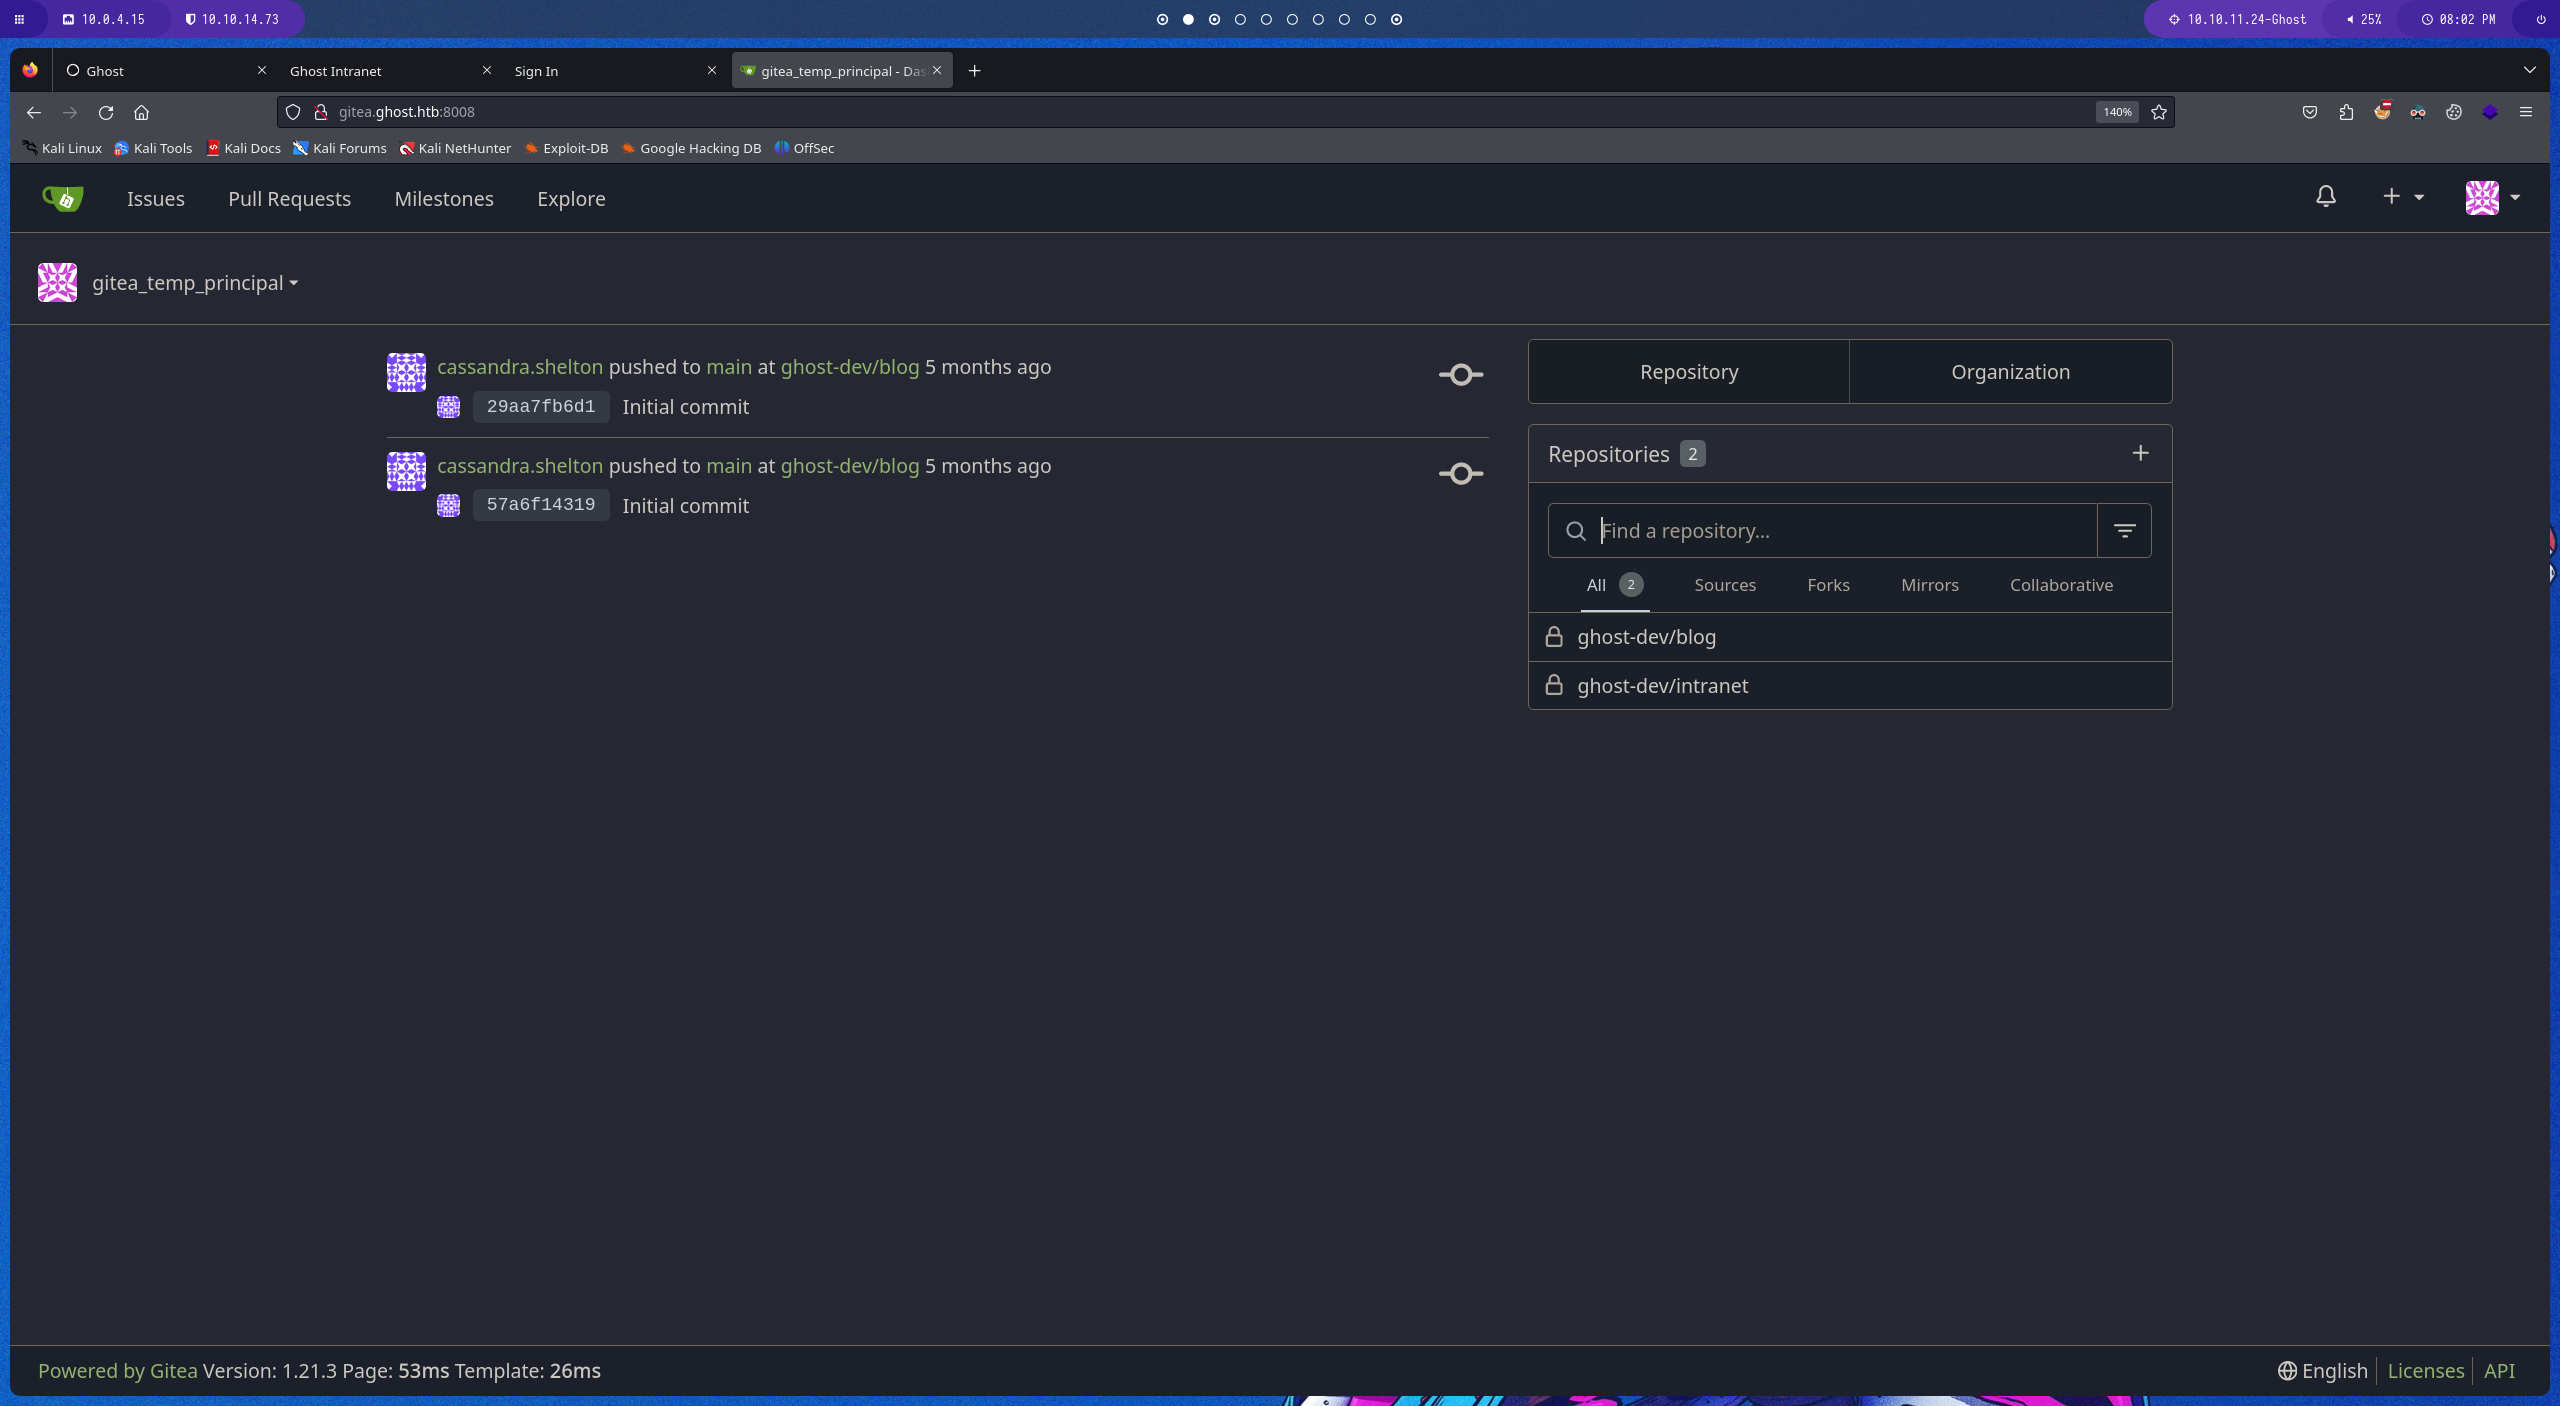 10.0.4.15 10.10.14.73 10.10.11.24-Ghost 25% 08:02 PM
Ghost Ghost Intranet Sign In gitea_temp_principal - Das
gitea.ghost.htb:8008 140%
Kali Linux Kali Tools Kali Docs Kali Forums Kali NetHunter Exploit-DB Google Hacking DB OffSec
Issues Pull Requests Milestones Explore
gitea_temp_principal
cassandra.shelton pushed to main at ghost-dev/blog 5 months ago
29aa7fb6d1 Initial commit
cassandra.shelton pushed to main at ghost-dev/blog 5 months ago
57a6f14319 Initial commit
Repository Organization
Repositories 2
Find a repository...
All 2 Sources Forks Mirrors Collaborative
ghost-dev/blog
ghost-dev/intranet
Powered by Gitea Version: 1.21.3 Page: 53ms Template: 26ms English Licenses API